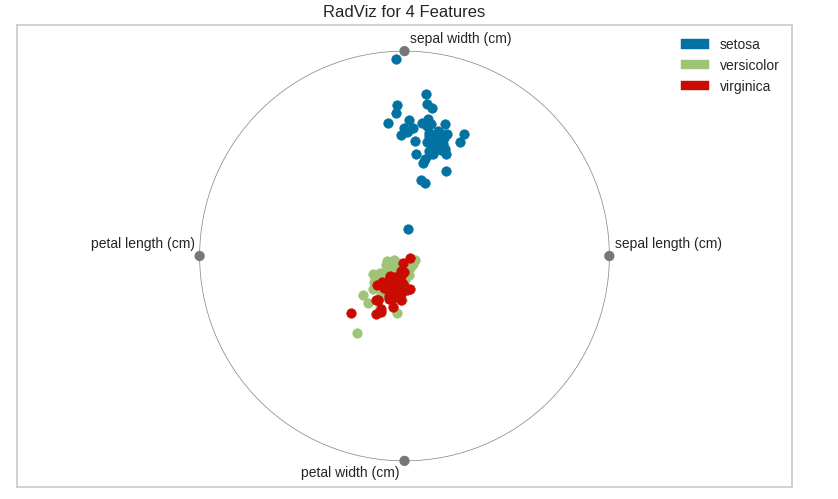 RadViz for 4 Features
sepal width (cm)
setosa
versicolor
virginica
petal length (cm)
sepal length (cm)
petal width (cm)